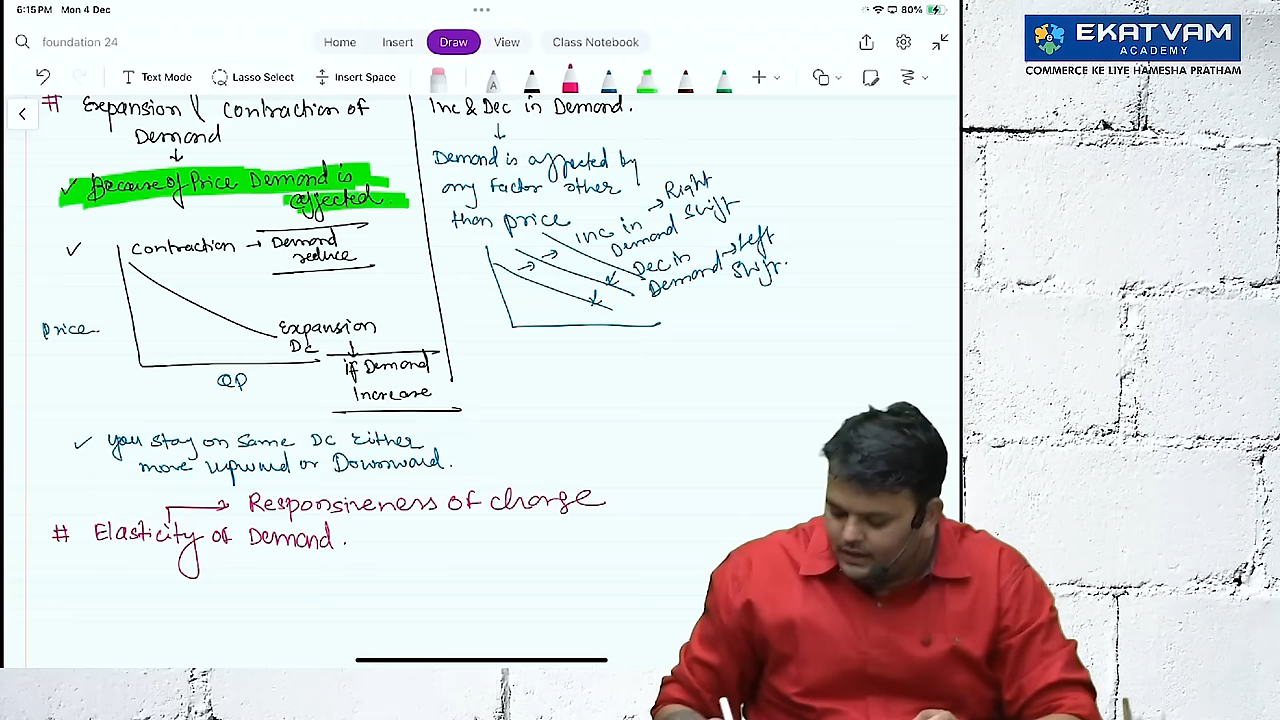 6:15 PM Mon 4 Dec
80%
foundation 24
Home
Insert
Draw
View
Class Notebook
Text Mode
Lasso Select
Insert Space
EKATVAM
ACADEMY
COMMERCE KE LIYE HAMESHA PRATHAM
# Expansion & Contraction of
Demand
Because of Price Demand is
affected.
Contraction → Demand
reduce
Price
Expansion
DC
if Demand
Increase
QD
✓ you stay on Same DC Either
move upward or Downward.
Inc & Dec in Demand.
Demand is affected by
any Factor other
than price
Inc in
Demand
→ Right
Shift
Dec in
Demand
→ Left
Shift.
→ Responsiveness of change
# Elasticity of Demand.